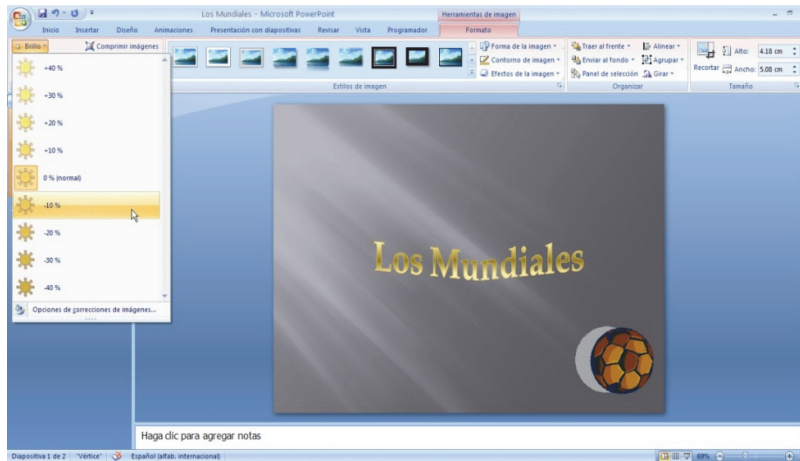 Los Mundiales - Microsoft PowerPoint
Herramientas de imagen
Inicio Insertar Diseño Animaciones Presentación con diapositivas Revisar Vista Programador Formato
Brillo
Comprimir imágenes
Forma de la imagen
Contorno de imagen
Efectos de la imagen
Estilos de imagen
Traer al frente
Enviar al fondo
Panel de selección
Alinear
Agrupar
Girar
Organizar
Recortar
Alto: 4.18 cm
Ancho: 5.08 cm
Tamaño
+40 %
+30 %
+20 %
+10 %
0 % (normal)
-10 %
-20 %
-30 %
-40 %
Opciones de correcciones de imágenes...
Los Mundiales
Haga clic para agregar notas
Diapositiva 1 de 2 "Vértice" Español (alfab. internacional) 69%